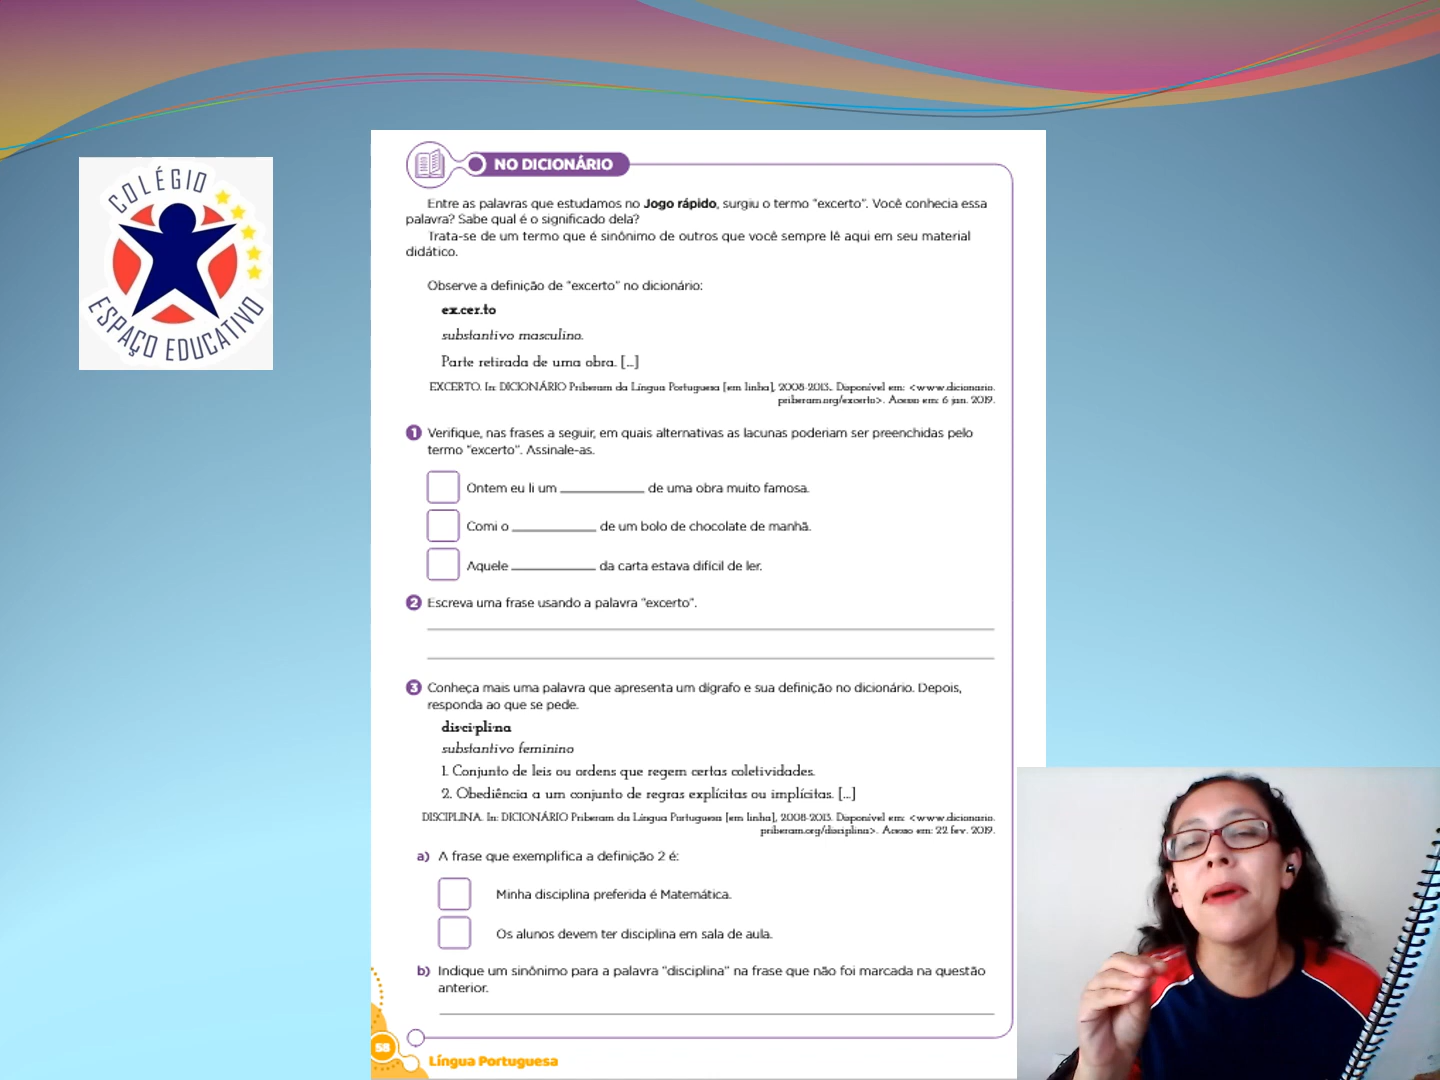 COLÉGIO
ESPAÇO EDUCATIVO
NO DICIONÁRIO
Entre as palavras que estudamos no Jogo rápido, surgiu o termo "excerto". Você conhecia essa
palavra? Sabe qual é o significado dela?
Trata-se de um termo que é sinônimo de outros que você sempre lê aqui em seu material
didático.
Observe a definição de "excerto" no dicionário:
ex.cer.to
substantivo masculino.
Parte retirada de uma obra. [...]
EXCERTO. In: DICIONÁRIO Priberam da Língua Portuguesa [em linha], 2008-2013. Disponível em: <www.dicionario.
priberam.org/excerto>. Acesso em: 6 jan. 2019.
1 Verifique, nas frases a seguir, em quais alternativas as lacunas poderiam ser preenchidas pelo
termo "excerto". Assinale-as.
Ontem eu li um ____________ de uma obra muito famosa.
Comi o ____________ de um bolo de chocolate de manhã.
Aquele ____________ da carta estava difícil de ler.
2 Escreva uma frase usando a palavra "excerto".
3 Conheça mais uma palavra que apresenta um dígrafo e sua definição no dicionário. Depois,
responda ao que se pede.
dis·ci·pli·na
substantivo feminino
1. Conjunto de leis ou ordens que regem certas coletividades.
2. Obediência a um conjunto de regras explícitas ou implícitas. [...]
DISCIPLINA. In: DICIONÁRIO Priberam da Língua Portuguesa [em linha], 2008-2013. Disponível em: <www.dicionario.
priberam.org/disciplina>. Acesso em: 22 fev. 2019.
a) A frase que exemplifica a definição 2 é:
Minha disciplina preferida é Matemática.
Os alunos devem ter disciplina em sala de aula.
b) Indique um sinônimo para a palavra "disciplina" na frase que não foi marcada na questão
anterior.
58
Língua Portuguesa